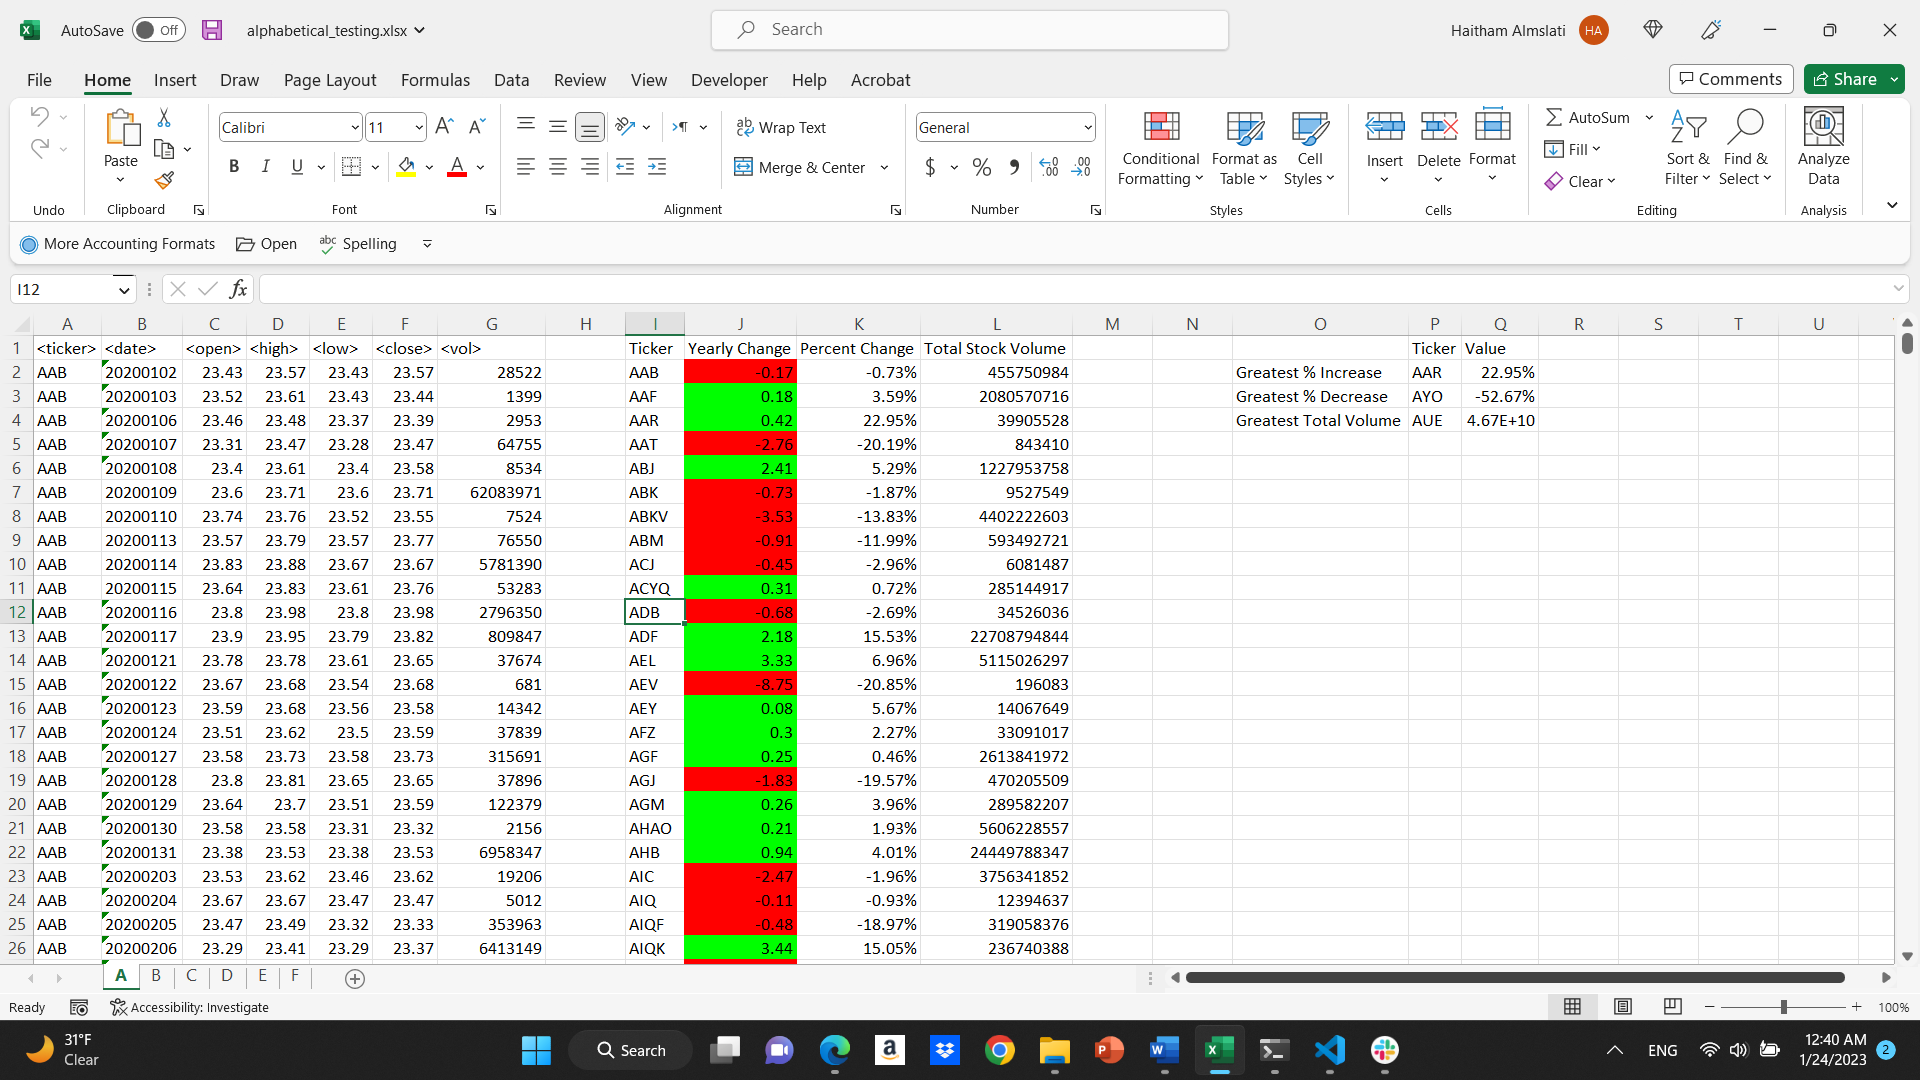 AutoSave Off alphabetical_testing.xlsx Search Haitham Almslati HA
File Home Insert Draw Page Layout Formulas Data Review View Developer Help Acrobat Comments Share
Calibri 11 Wrap Text General AutoSum
Paste Conditional Formatting Format as Table Cell Styles Insert Delete Format Fill Sort & Filter Find & Select Analyze Data
B I U Merge & Center $ % Clear
Undo Clipboard Font Alignment Number Styles Cells Editing Analysis
More Accounting Formats Open Spelling
I12 fx
A B C D E F G H I J K L M N O P Q R S T U
1 <ticker> <date> <open> <high> <low> <close> <vol> Ticker Yearly Change Percent Change Total Stock Volume Ticker Value
2 AAB 20200102 23.43 23.57 23.43 23.57 28522 AAB -0.17 -0.73% 455750984 Greatest % Increase AAR 22.95%
3 AAB 20200103 23.52 23.61 23.43 23.44 1399 AAF 0.18 3.59% 2080570716 Greatest % Decrease AYO -52.67%
4 AAB 20200106 23.46 23.48 23.37 23.39 2953 AAR 0.42 22.95% 39905528 Greatest Total Volume AUE 4.67E+10
5 AAB 20200107 23.31 23.47 23.28 23.47 64755 AAT -2.76 -20.19% 843410
6 AAB 20200108 23.4 23.61 23.4 23.58 8534 ABJ 2.41 5.29% 1227953758
7 AAB 20200109 23.6 23.71 23.6 23.71 62083971 ABK -0.73 -1.87% 9527549
8 AAB 20200110 23.74 23.76 23.52 23.55 7524 ABKV -3.53 -13.83% 4402222603
9 AAB 20200113 23.57 23.79 23.57 23.77 76550 ABM -0.91 -11.99% 593492721
10 AAB 20200114 23.83 23.88 23.67 23.67 5781390 ACJ -0.45 -2.96% 6081487
11 AAB 20200115 23.64 23.83 23.61 23.76 53283 ACYQ 0.31 0.72% 285144917
12 AAB 20200116 23.8 23.98 23.8 23.98 2796350 ADB -0.68 -2.69% 34526036
13 AAB 20200117 23.9 23.95 23.79 23.82 809847 ADF 2.18 15.53% 22708794844
14 AAB 20200121 23.78 23.78 23.61 23.65 37674 AEL 3.33 6.96% 5115026297
15 AAB 20200122 23.67 23.68 23.54 23.68 681 AEV -8.75 -20.85% 196083
16 AAB 20200123 23.59 23.68 23.56 23.58 14342 AEY 0.08 5.67% 14067649
17 AAB 20200124 23.51 23.62 23.5 23.59 37839 AFZ 0.3 2.27% 33091017
18 AAB 20200127 23.58 23.73 23.58 23.73 315691 AGF 0.25 0.46% 2613841972
19 AAB 20200128 23.8 23.81 23.65 23.65 37896 AGJ -1.83 -19.57% 470205509
20 AAB 20200129 23.64 23.7 23.51 23.59 122379 AGM 0.26 3.96% 289582207
21 AAB 20200130 23.58 23.58 23.31 23.32 2156 AHAO 0.21 1.93% 5606228557
22 AAB 20200131 23.38 23.53 23.38 23.53 6958347 AHB 0.94 4.01% 24449788347
23 AAB 20200203 23.53 23.62 23.46 23.62 19206 AIC -2.47 -1.96% 3756341852
24 AAB 20200204 23.67 23.67 23.47 23.47 5012 AIQ -0.11 -0.93% 12394637
25 AAB 20200205 23.47 23.49 23.32 23.33 353963 AIQF -0.48 -18.97% 319058376
26 AAB 20200206 23.29 23.41 23.29 23.37 6413149 AIQK 3.44 15.05% 236740388
A B C D E F
Ready Accessibility: Investigate 100%
31°F Search ENG 12:40 AM
Clear 1/24/2023 2